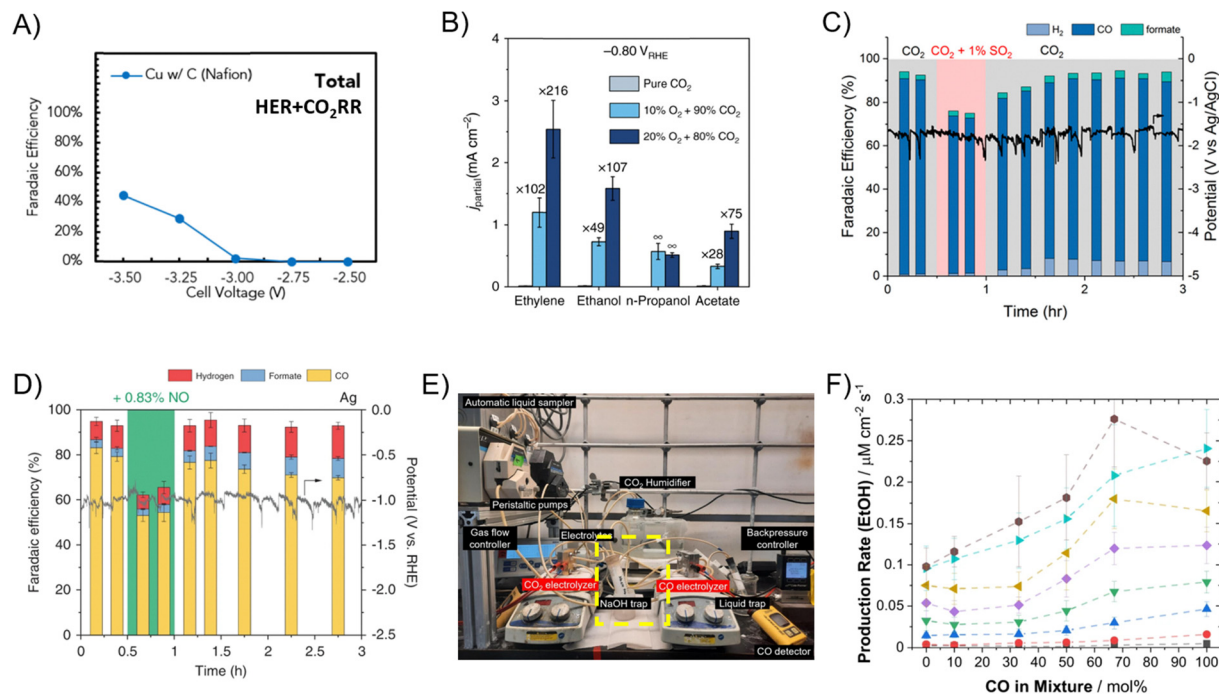 A)
Cu w/ C (Nafion)
Total
HER+CO₂RR
Faradaic Efficiency
100%
80%
60%
40%
20%
0%
-3.50 -3.25 -3.00 -2.75 -2.50
Cell Voltage (V)
B)
−0.80 V_RHE
Pure CO₂
10% O₂ + 90% CO₂
20% O₂ + 80% CO₂
j_partial (mA cm⁻²)
4
3
2
1
0
×216
×102
×107
×49
∞ ∞
×75
×28
Ethylene Ethanol n-Propanol Acetate
C)
H₂ CO formate
CO₂ CO₂ + 1% SO₂ CO₂
Faradaic Efficiency (%)
100
80
60
40
20
0
Potential (V vs Ag/AgCl)
0
-1
-2
-3
-4
-5
0 1 2 3
Time (hr)
D)
Hydrogen Formate CO
+ 0.83% NO
Ag
Faradaic efficiency (%)
100
80
60
40
20
0
Potential (V vs. RHE)
0.0
-0.5
-1.0
-1.5
-2.0
-2.5
0 0.5 1 1.5 2 2.5 3
Time (h)
E)
Automatic liquid sampler
CO₂ Humidifier
Peristaltic pumps
Gas flow
controller
Electrolyte
Backpressure
controller
CO₂ electrolyzer
CO electrolyzer
NaOH trap
Liquid trap
CO detector
F)
Production Rate (EtOH) / μM cm⁻² s⁻¹
0.3
0.25
0.2
0.15
0.1
0.05
0
0 10 20 30 40 50 60 70 80 90 100
CO in Mixture / mol%